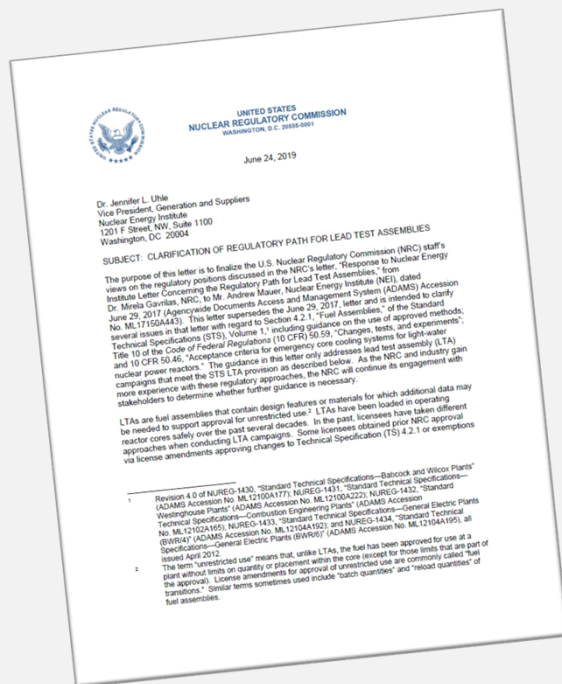 UNITED STATES
NUCLEAR REGULATORY COMMISSION
WASHINGTON, D.C. 20555-0001
June 24, 2019
Dr. Jennifer L. Uhle
Vice President, Generation and Suppliers
Nuclear Energy Institute
1201 F Street, NW, Suite 1100
Washington, DC 20004
SUBJECT: CLARIFICATION OF REGULATORY PATH FOR LEAD TEST ASSEMBLIES
The purpose of this letter is to finalize the U.S. Nuclear Regulatory Commission (NRC) staff's
views on the regulatory positions discussed in the NRC's letter, "Response to Nuclear Energy
Institute Letter Concerning the Regulatory Path for Lead Test Assemblies," from
Dr. Mirela Gavrilas, NRC, to Mr. Andrew Mauer, Nuclear Energy Institute (NEI), dated
June 29, 2017 (Agencywide Documents Access and Management System (ADAMS) Accession
No. ML17150A443). This letter supersedes the June 29, 2017, letter and is intended to clarify
several issues in that letter with regard to Section 4.2.1, "Fuel Assemblies," of the Standard
Technical Specifications (STS), Volume 1,1 including guidance on the use of approved methods;
Title 10 of the Code of Federal Regulations (10 CFR) 50.59, "Changes, tests, and experiments";
and 10 CFR 50.46, "Acceptance criteria for emergency core cooling systems for light-water
nuclear power reactors." The guidance in this letter only addresses lead test assembly (LTA)
campaigns that meet the STS LTA provision as described below. As the NRC and industry gain
more experience with these regulatory approaches, the NRC will continue its engagement with
stakeholders to determine whether further guidance is necessary.
LTAs are fuel assemblies that contain design features or materials for which additional data may
be needed to support approval for unrestricted use.2 LTAs have been loaded in operating
reactor cores safely over the past several decades. In the past, licensees have taken different
approaches when conducting LTA campaigns. Some licensees obtained prior NRC approval
via license amendments approving changes to Technical Specification (TS) 4.2.1 or exemptions
1 Revision 4.0 of NUREG-1430, "Standard Technical Specifications—Babcock and Wilcox Plants"
(ADAMS Accession No. ML12100A177); NUREG-1431, "Standard Technical Specifications—
Westinghouse Plants" (ADAMS Accession No. ML12100A222); NUREG-1432, "Standard
Technical Specifications—Combustion Engineering Plants" (ADAMS Accession
No. ML12102A165); NUREG-1433, "Standard Technical Specifications—General Electric Plants
(BWR/4)" (ADAMS Accession No. ML12104A192); and NUREG-1434, "Standard Technical
Specifications—General Electric Plants (BWR/6)" (ADAMS Accession No. ML12104A195), all
issued April 2012.
2 The term "unrestricted use" means that, unlike LTAs, the fuel has been approved for use at a
plant without limits on quantity or placement within the core (except for those limits that are part of
the approval). License amendments for approval of unrestricted use are commonly called "fuel
transitions." Similar terms sometimes used include "batch quantities" and "reload quantities" of
fuel assemblies.